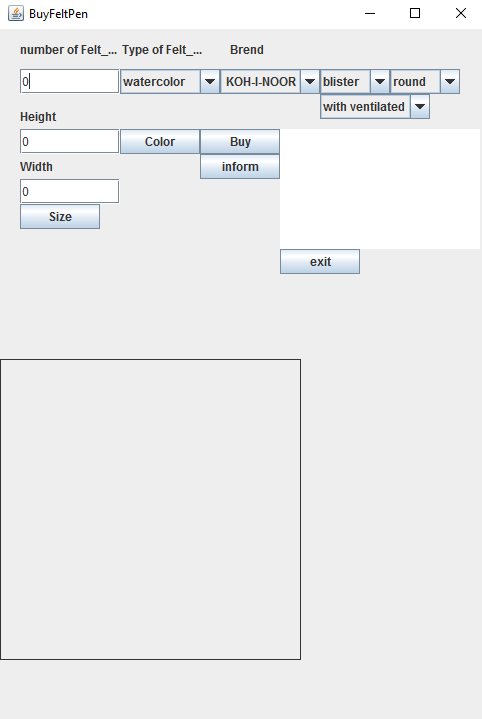 BuyFeltPen
number of Felt_... Type of Felt_... Brend
0 watercolor KOH-I-NOOR blister round
with ventilated
Height
0 Color Buy
Width inform
0
Size
exit